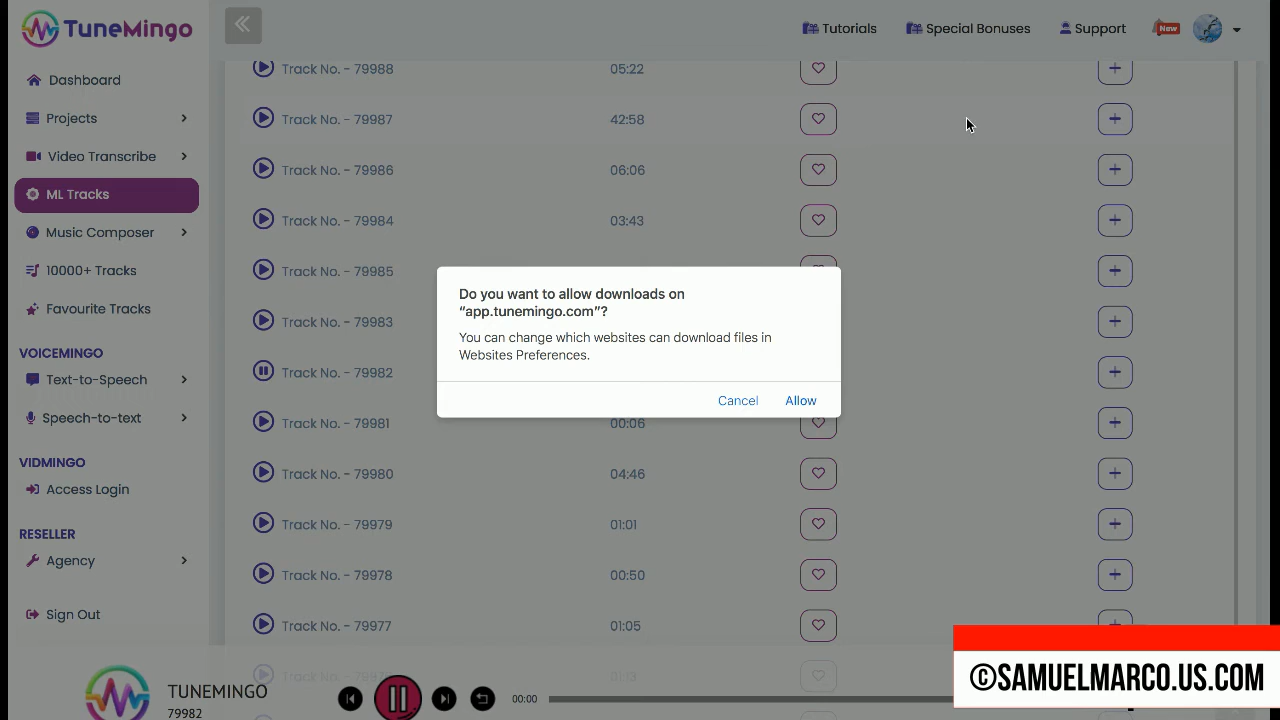 TUNEMINGO
Tutorials
Special Bonuses
Support
New
Dashboard
Projects
Video Transcribe
ML Tracks
Music Composer
10000+ Tracks
Favourite Tracks
VOICEMINGO
Text-to-Speech
Speech-to-text
VIDMINGO
Access Login
RESELLER
Agency
Sign Out
Track No. - 79988 05:22
Track No. - 79987 42:58
Track No. - 79986 06:06
Track No. - 79984 03:43
Track No. - 79985
Track No. - 79983
Track No. - 79982
Track No. - 79981 00:06
Track No. - 79980 04:46
Track No. - 79979 01:01
Track No. - 79978 00:50
Track No. - 79977 01:05
01:13
Do you want to allow downloads on
“app.tunemingo.com”?
You can change which websites can download files in
Websites Preferences.
Cancel Allow
TUNEMINGO
79982
00:00
©SAMUELMARCO.US.COM